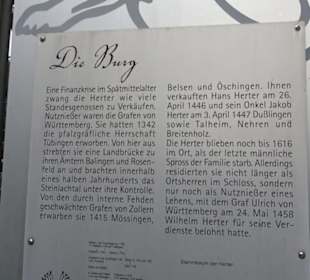 Die Burg
Eine Finanzkrise im Spätmittelalter
zwang die Herter wie viele
Standesgenossen zu Verkäufen,
Nutznießer waren die Grafen von
Württemberg. Sie hatten 1342
die pfalzgräfliche Herrschaft
Tübingen erworben. Von hier aus
strebten sie eine Landbrücke zu
ihren Ämtern Balingen und Rosen-
feld an und brachten innerhalb
eines halben Jahrhunderts das
Steinlachtal unter ihre Kontrolle.
Von den durch interne Fehden
geschwächten Grafen von Zollern
erwarben sie 1415 Mössingen,
Belsen und Öschingen. Ihnen
verkauften Hans Herter am 26.
April 1446 und sein Onkel Jakob
Herter am 3. April 1447 Dußlingen
sowie Talheim, Nehren und
Breitenholz.
Die Herter blieben noch bis 1616
im Ort, als der letzte männliche
Spross der Familie starb. Allerdings
residierten sie nicht länger als
Ortsherren im Schloss, sondern
nur noch als Nutznießer eines
Lehens, mit dem Graf Ulrich von
Württemberg am 24. Mai 1458
Wilhelm Herter für seine Ver-
dienste belohnt hatte.
Stammbaum der Herter